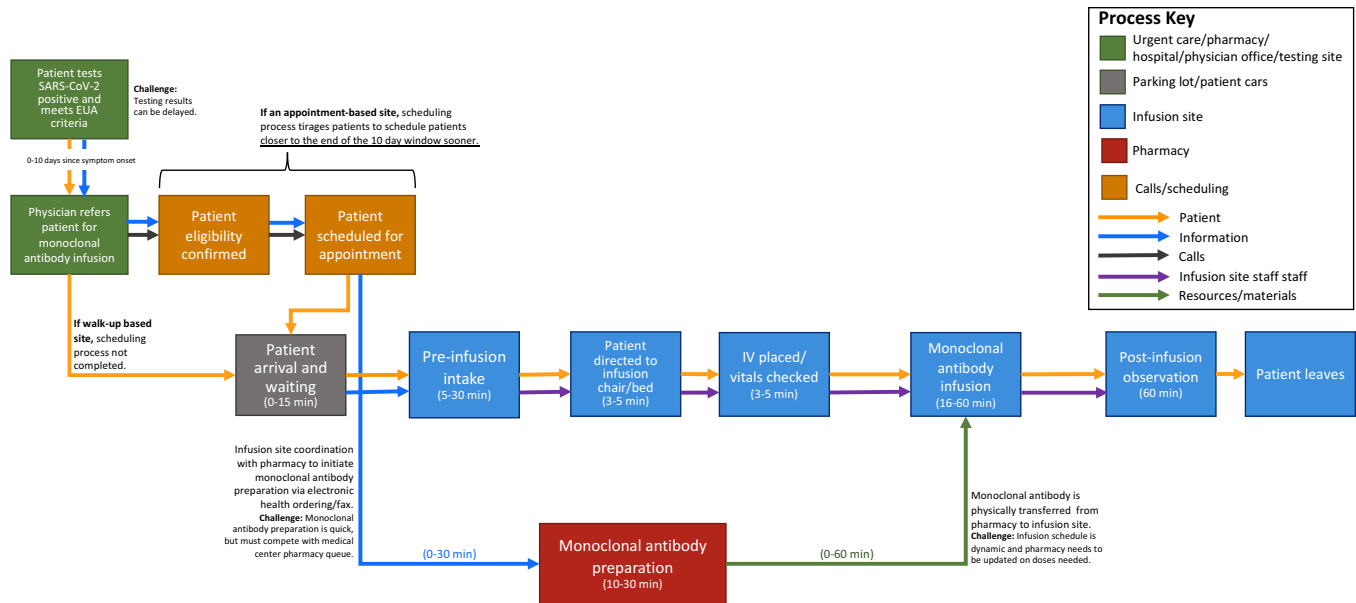 Process Key
Urgent care/pharmacy/
hospital/physician office/testing site
Parking lot/patient cars
Infusion site
Pharmacy
Calls/scheduling
Patient
Information
Calls
Infusion site staff staff
Resources/materials
Patient tests
SARS-CoV-2
positive and
meets EUA
criteria
Challenge:
Testing results
can be delayed.
0-10 days since symptom onset
If an appointment-based site, scheduling
process tirages patients to schedule patients
closer to the end of the 10 day window sooner.
Physician refers
patient for
monoclonal
antibody infusion
Patient
eligibility
confirmed
Patient
scheduled for
appointment
If walk-up based
site, scheduling
process not
completed.
Patient
arrival and
waiting
(0-15 min)
Pre-infusion
intake
(5-30 min)
Patient
directed to
infusion
chair/bed
(3-5 min)
IV placed/
vitals checked
(3-5 min)
Monoclonal
antibody
infusion
(16-60 min)
Post-infusion
observation
(60 min)
Patient leaves
Infusion site coordination
with pharmacy to initiate
monoclonal antibody
preparation via electronic
health ordering/fax.
Challenge: Monoclonal
antibody preparation is quick,
but must compete with medical
center pharmacy queue.
(0-30 min)
Monoclonal antibody
preparation
(10-30 min)
(0-60 min)
Monoclonal antibody is
physically transferred from
pharmacy to infusion site.
Challenge: Infusion schedule is
dynamic and pharmacy needs to
be updated on doses needed.